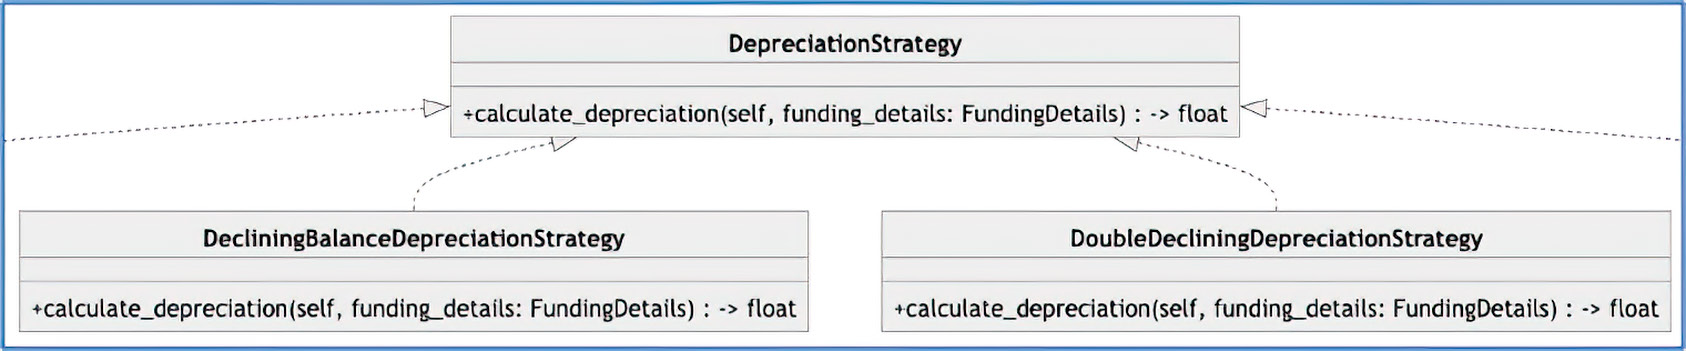 DepreciationStrategy
+calculate_depreciation(self, funding_details: FundingDetails) : -> float
DecliningBalanceDepreciationStrategy
+calculate_depreciation(self, funding_details: FundingDetails) : -> float
DoubleDecliningDepreciationStrategy
+calculate_depreciation(self, funding_details: FundingDetails) : -> float